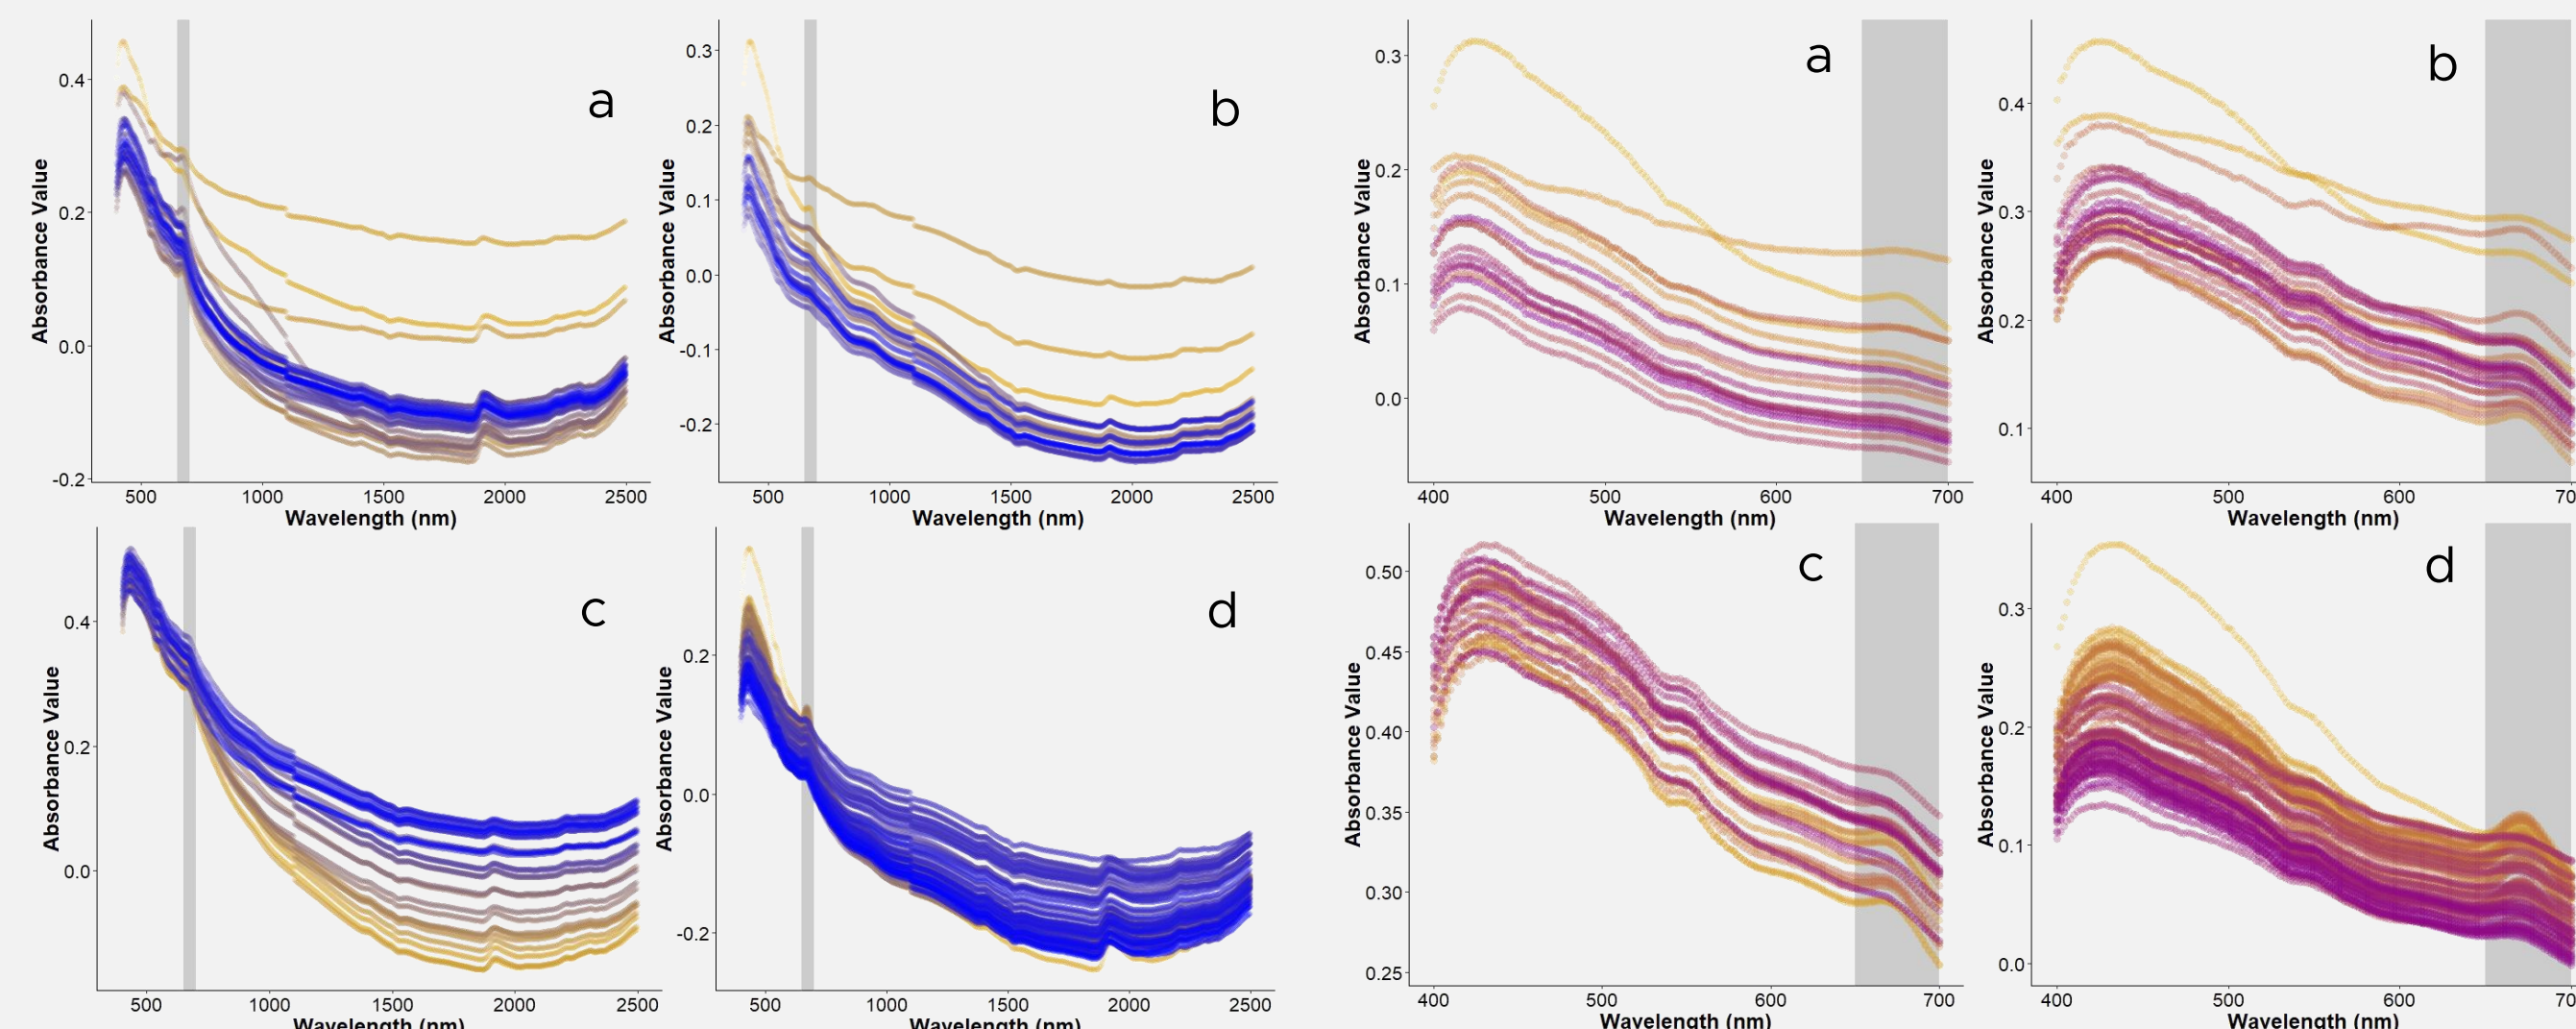 a
0.4
0.2
0.0
-0.2
Absorbance Value
500 1000 1500 2000 2500
Wavelength (nm)
b
0.3
0.2
0.1
0.0
-0.1
-0.2
Absorbance Value
500 1000 1500 2000 2500
Wavelength (nm)
a
0.3
0.2
0.1
0.0
Absorbance Value
400 500 600 700
Wavelength (nm)
b
0.4
0.3
0.2
0.1
Absorbance Value
400 500 600 70
Wavelength (nm)
c
0.4
0.2
0.0
Absorbance Value
500 1000 1500 2000 2500
Wavelength (nm)
d
0.2
0.0
-0.2
Absorbance Value
500 1000 1500 2000 2500
Wavelength (nm)
c
0.50
0.45
0.40
0.35
0.30
0.25
Absorbance Value
400 500 600 700
Wavelength (nm)
d
0.3
0.2
0.1
0.0
Absorbance Value
400 500 600 70
Wavelength (nm)